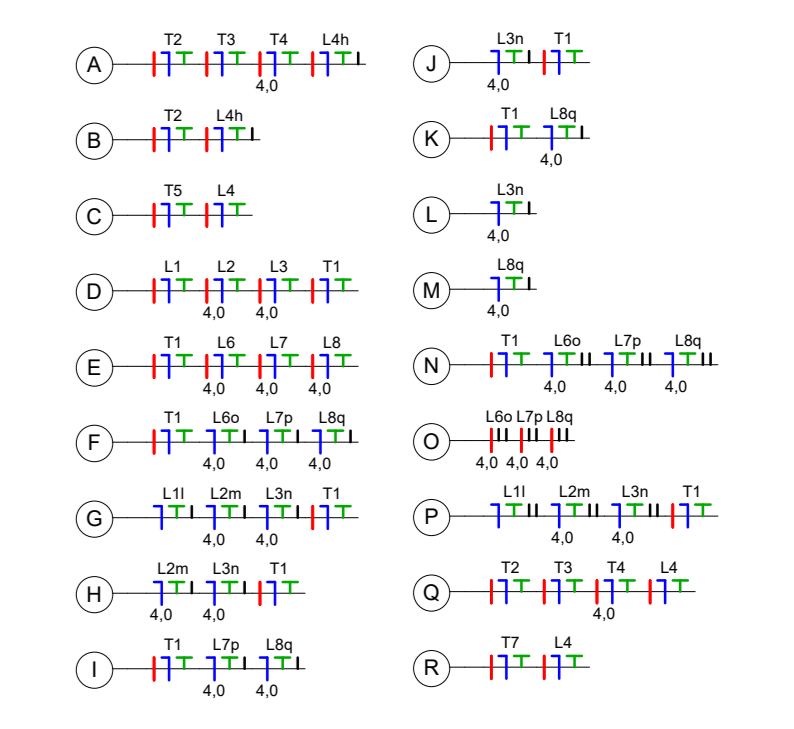 T2 T3 T4 L4h
A
4,0
T2 L4h
B
T5 L4
C
L1 L2 L3 T1
D
4,0 4,0
T1 L6 L7 L8
E
4,0 4,0 4,0
T1 L6o L7p L8q
F
4,0 4,0 4,0
L1l L2m L3n T1
G
4,0 4,0
L2m L3n T1
H
4,0 4,0
T1 L7p L8q
I
4,0 4,0
L3n T1
J
4,0
T1 L8q
K
4,0
L3n
L
4,0
L8q
M
4,0
T1 L6o L7p L8q
N
4,0 4,0 4,0
L6o L7p L8q
O
4,0 4,0 4,0
L1l L2m L3n T1
P
4,0 4,0
T2 T3 T4 L4
Q
4,0
T7 L4
R